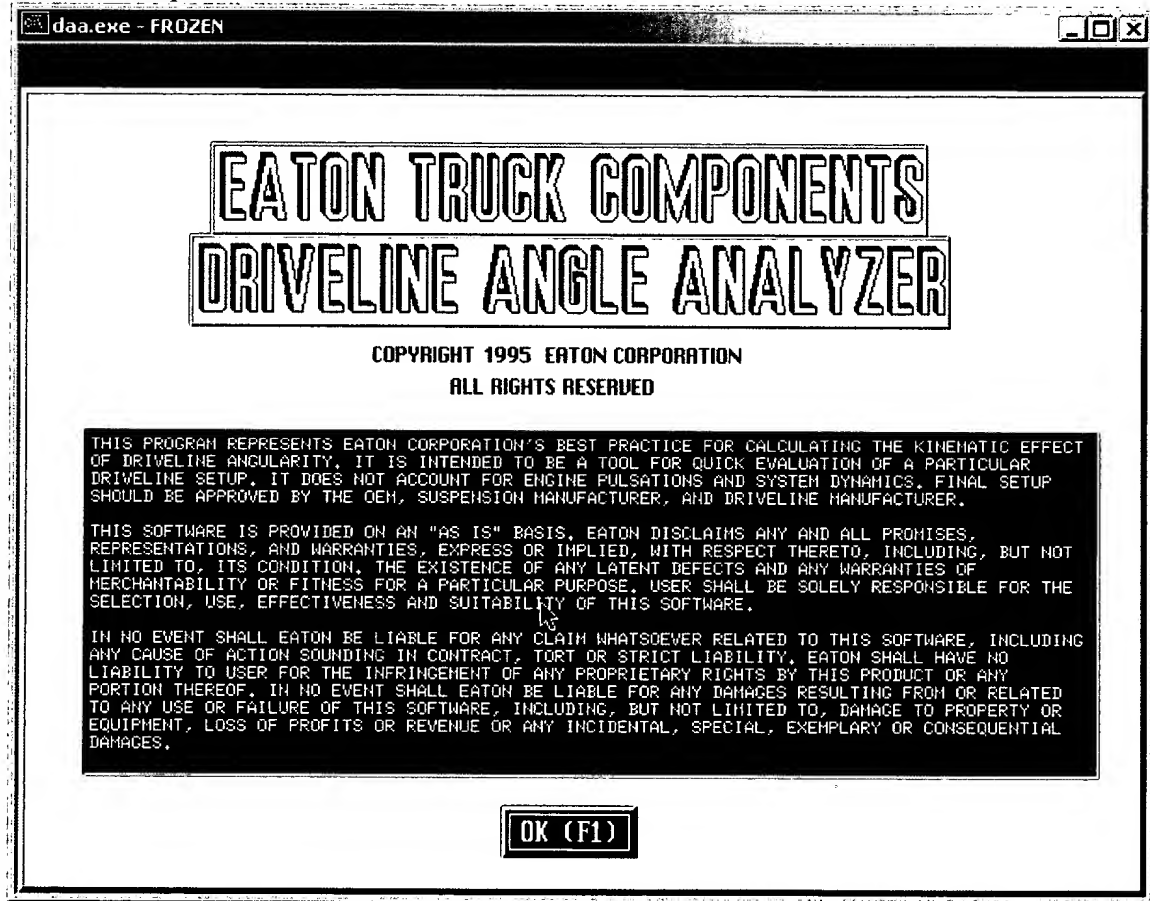 daa.exe - FROZEN
EATON TRUCK COMPONENTS
DRIVELINE ANGLE ANALYZER
COPYRIGHT 1995 EATON CORPORATION
ALL RIGHTS RESERVED
THIS PROGRAM REPRESENTS EATON CORPORATION'S BEST PRACTICE FOR CALCULATING THE KINEMATIC EFFECT
OF DRIVELINE ANGULARITY. IT IS INTENDED TO BE A TOOL FOR QUICK EVALUATION OF A PARTICULAR
DRIVELINE SETUP. IT DOES NOT ACCOUNT FOR ENGINE PULSATIONS AND SYSTEM DYNAMICS. FINAL SETUP
SHOULD BE APPROVED BY THE OEM, SUSPENSION MANUFACTURER, AND DRIVELINE MANUFACTURER.
THIS SOFTWARE IS PROVIDED ON AN "AS IS" BASIS. EATON DISCLAIMS ANY AND ALL PROMISES,
REPRESENTATIONS, AND WARRANTIES, EXPRESS OR IMPLIED, WITH RESPECT THERETO, INCLUDING, BUT NOT
LIMITED TO, ITS CONDITION. THE EXISTENCE OF ANY LATENT DEFECTS AND ANY WARRANTIES OF
MERCHANTABILITY OR FITNESS FOR A PARTICULAR PURPOSE. USER SHALL BE SOLELY RESPONSIBLE FOR THE
SELECTION, USE, EFFECTIVENESS AND SUITABILITY OF THIS SOFTWARE.
IN NO EVENT SHALL EATON BE LIABLE FOR ANY CLAIM WHATSOEVER RELATED TO THIS SOFTWARE, INCLUDING
ANY CAUSE OF ACTION SOUNDING IN CONTRACT, TORT OR STRICT LIABILITY. EATON SHALL HAVE NO
LIABILITY TO USER FOR THE INFRINGEMENT OF ANY PROPRIETARY RIGHTS BY THIS PRODUCT OR ANY
PORTION THEREOF. IN NO EVENT SHALL EATON BE LIABLE FOR ANY DAMAGES RESULTING FROM OR RELATED
TO ANY USE OR FAILURE OF THIS SOFTWARE, INCLUDING, BUT NOT LIMITED TO, DAMAGE TO PROPERTY OR
EQUIPMENT, LOSS OF PROFITS OR REVENUE OR ANY INCIDENTAL, SPECIAL, EXEMPLARY OR CONSEQUENTIAL
DAMAGES.
OK (F1)